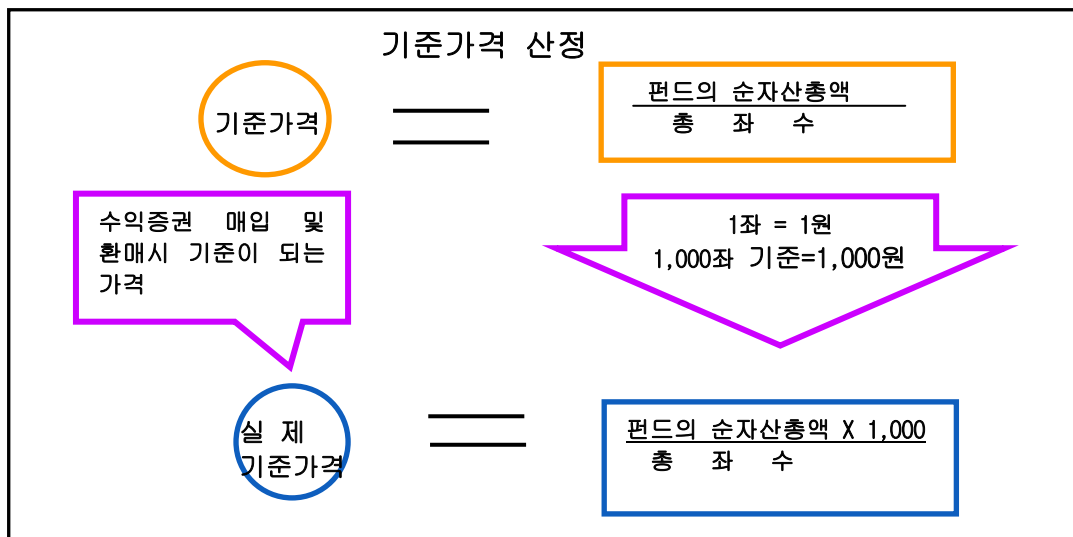 기준가격 산정
기준가격
펀드의 순자산총액
총 좌 수
수익증권 매입 및
환매시 기준이 되는
가격
1좌 = 1원
1,000좌 기준=1,000원
실 제
기준가격
펀드의 순자산총액 X 1,000
총 좌 수